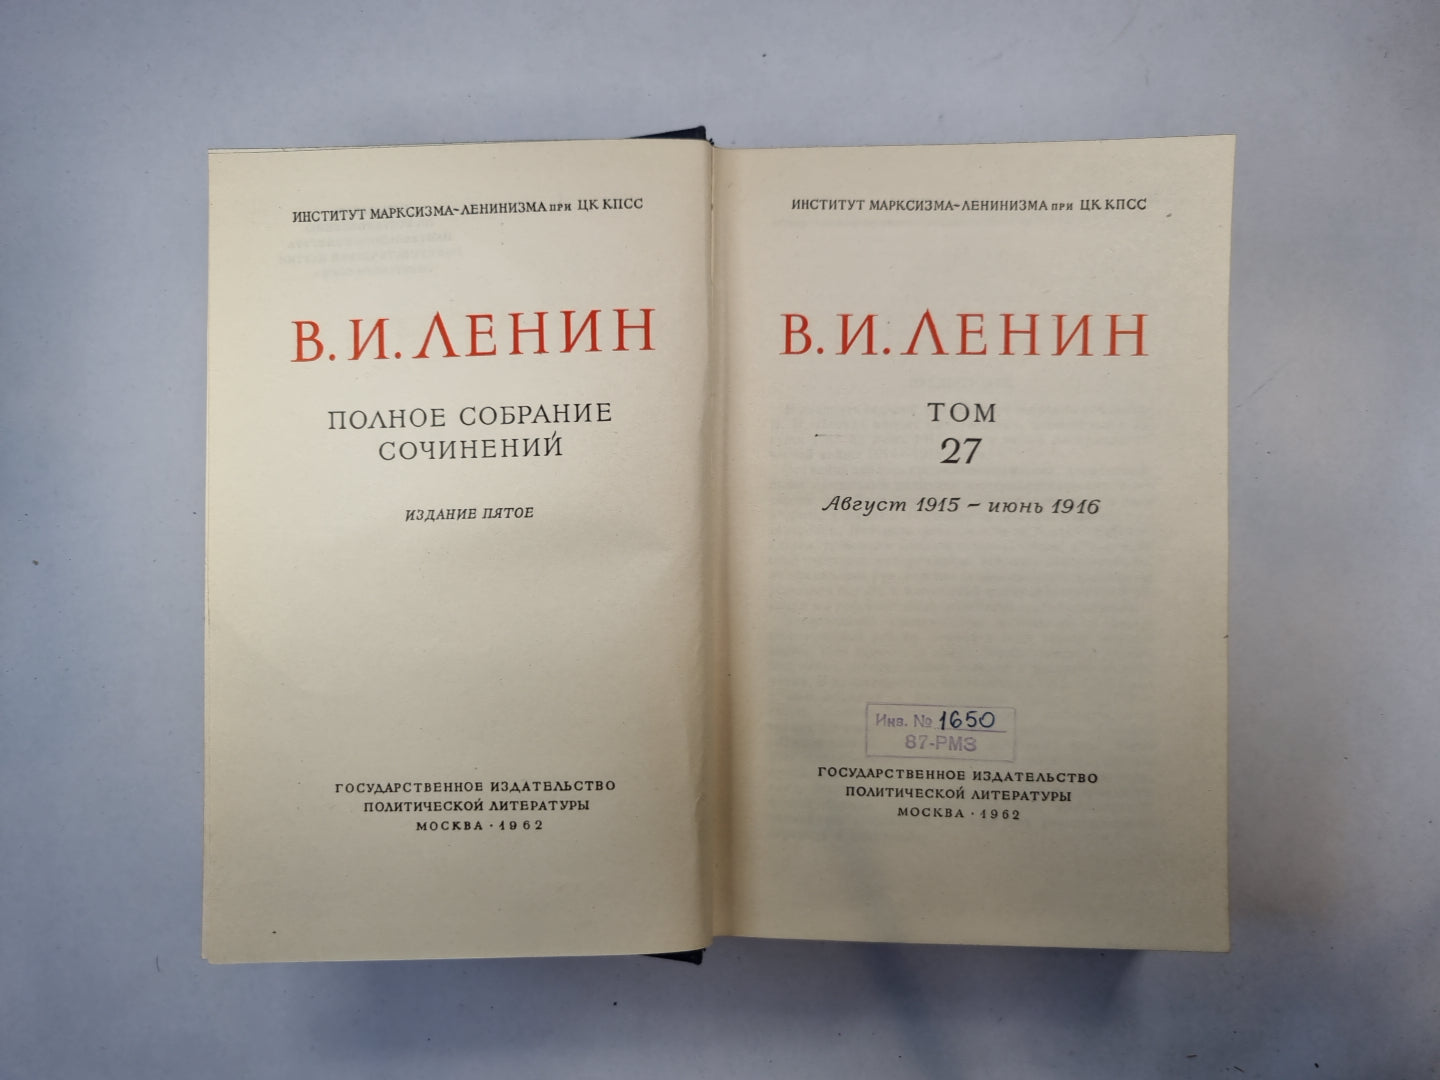 ИНСТИТУТ МАРКСИЗМА-ЛЕНИНИЗМА при ЦК КПСС
В. И. ЛЕНИН
ПОЛНОЕ СОБРАНИЕ
СОЧИНЕНИЙ
ИЗДАНИЕ ПЯТОЕ
ГОСУДАРСТВЕННОЕ ИЗДАТЕЛЬСТВО
ПОЛИТИЧЕСКОЙ ЛИТЕРАТУРЫ
МОСКВА · 1962
ИНСТИТУТ МАРКСИЗМА-ЛЕНИНИЗМА при ЦК КПСС
В. И. ЛЕНИН
ТОМ
27
Август 1915 – июнь 1916
Инв. № 1650
87-РМЗ
ГОСУДАРСТВЕННОЕ ИЗДАТЕЛЬСТВО
ПОЛИТИЧЕСКОЙ ЛИТЕРАТУРЫ
МОСКВА · 1962